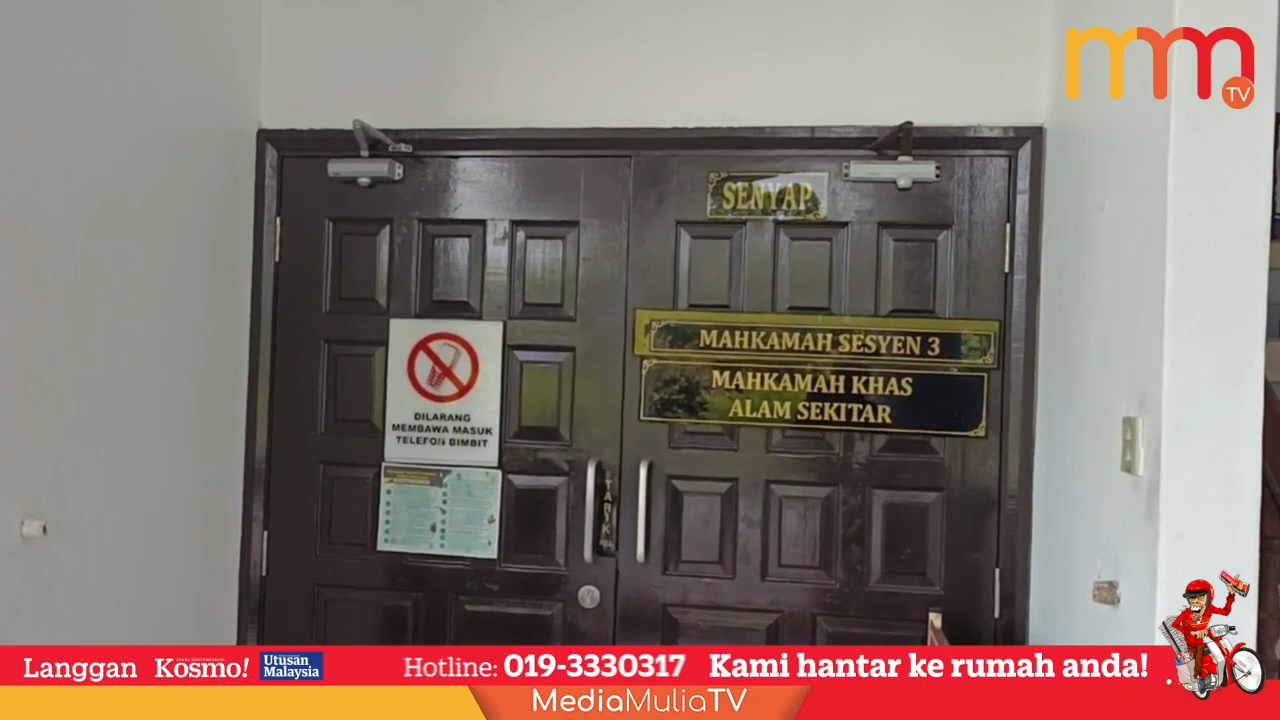 mm TV
SENYAP
MAHKAMAH SESYEN 3
MAHKAMAH KHAS
ALAM SEKITAR
DILARANG
MEMBAWA MASUK
TELEFON BIMBIT
TARIK
Langgan Kosmo! Utusan Malaysia Hotline: 019-3330317 Kami hantar ke rumah anda!
MediaMuliaTV